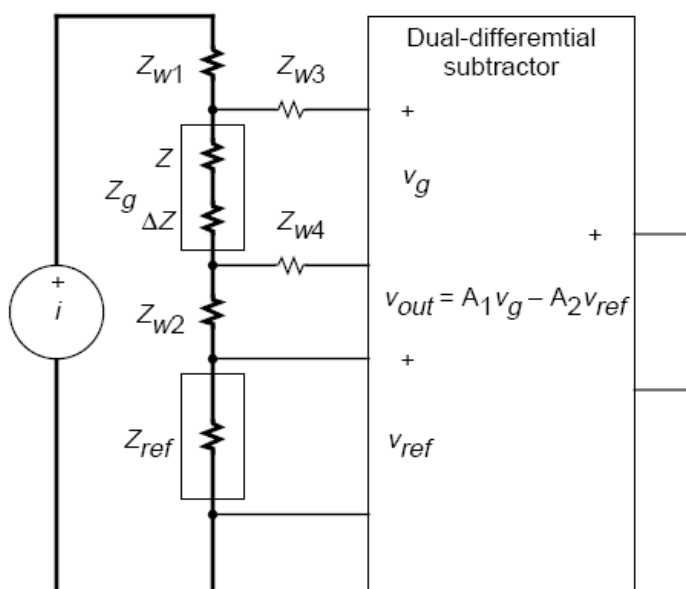 Dual-differemtial
subtractor
Zw1
Zw3
+
Z
vg
Zg
ΔZ
Zw4
+
+
i
vout = A1vg – A2vref
Zw2
+
Zref
vref